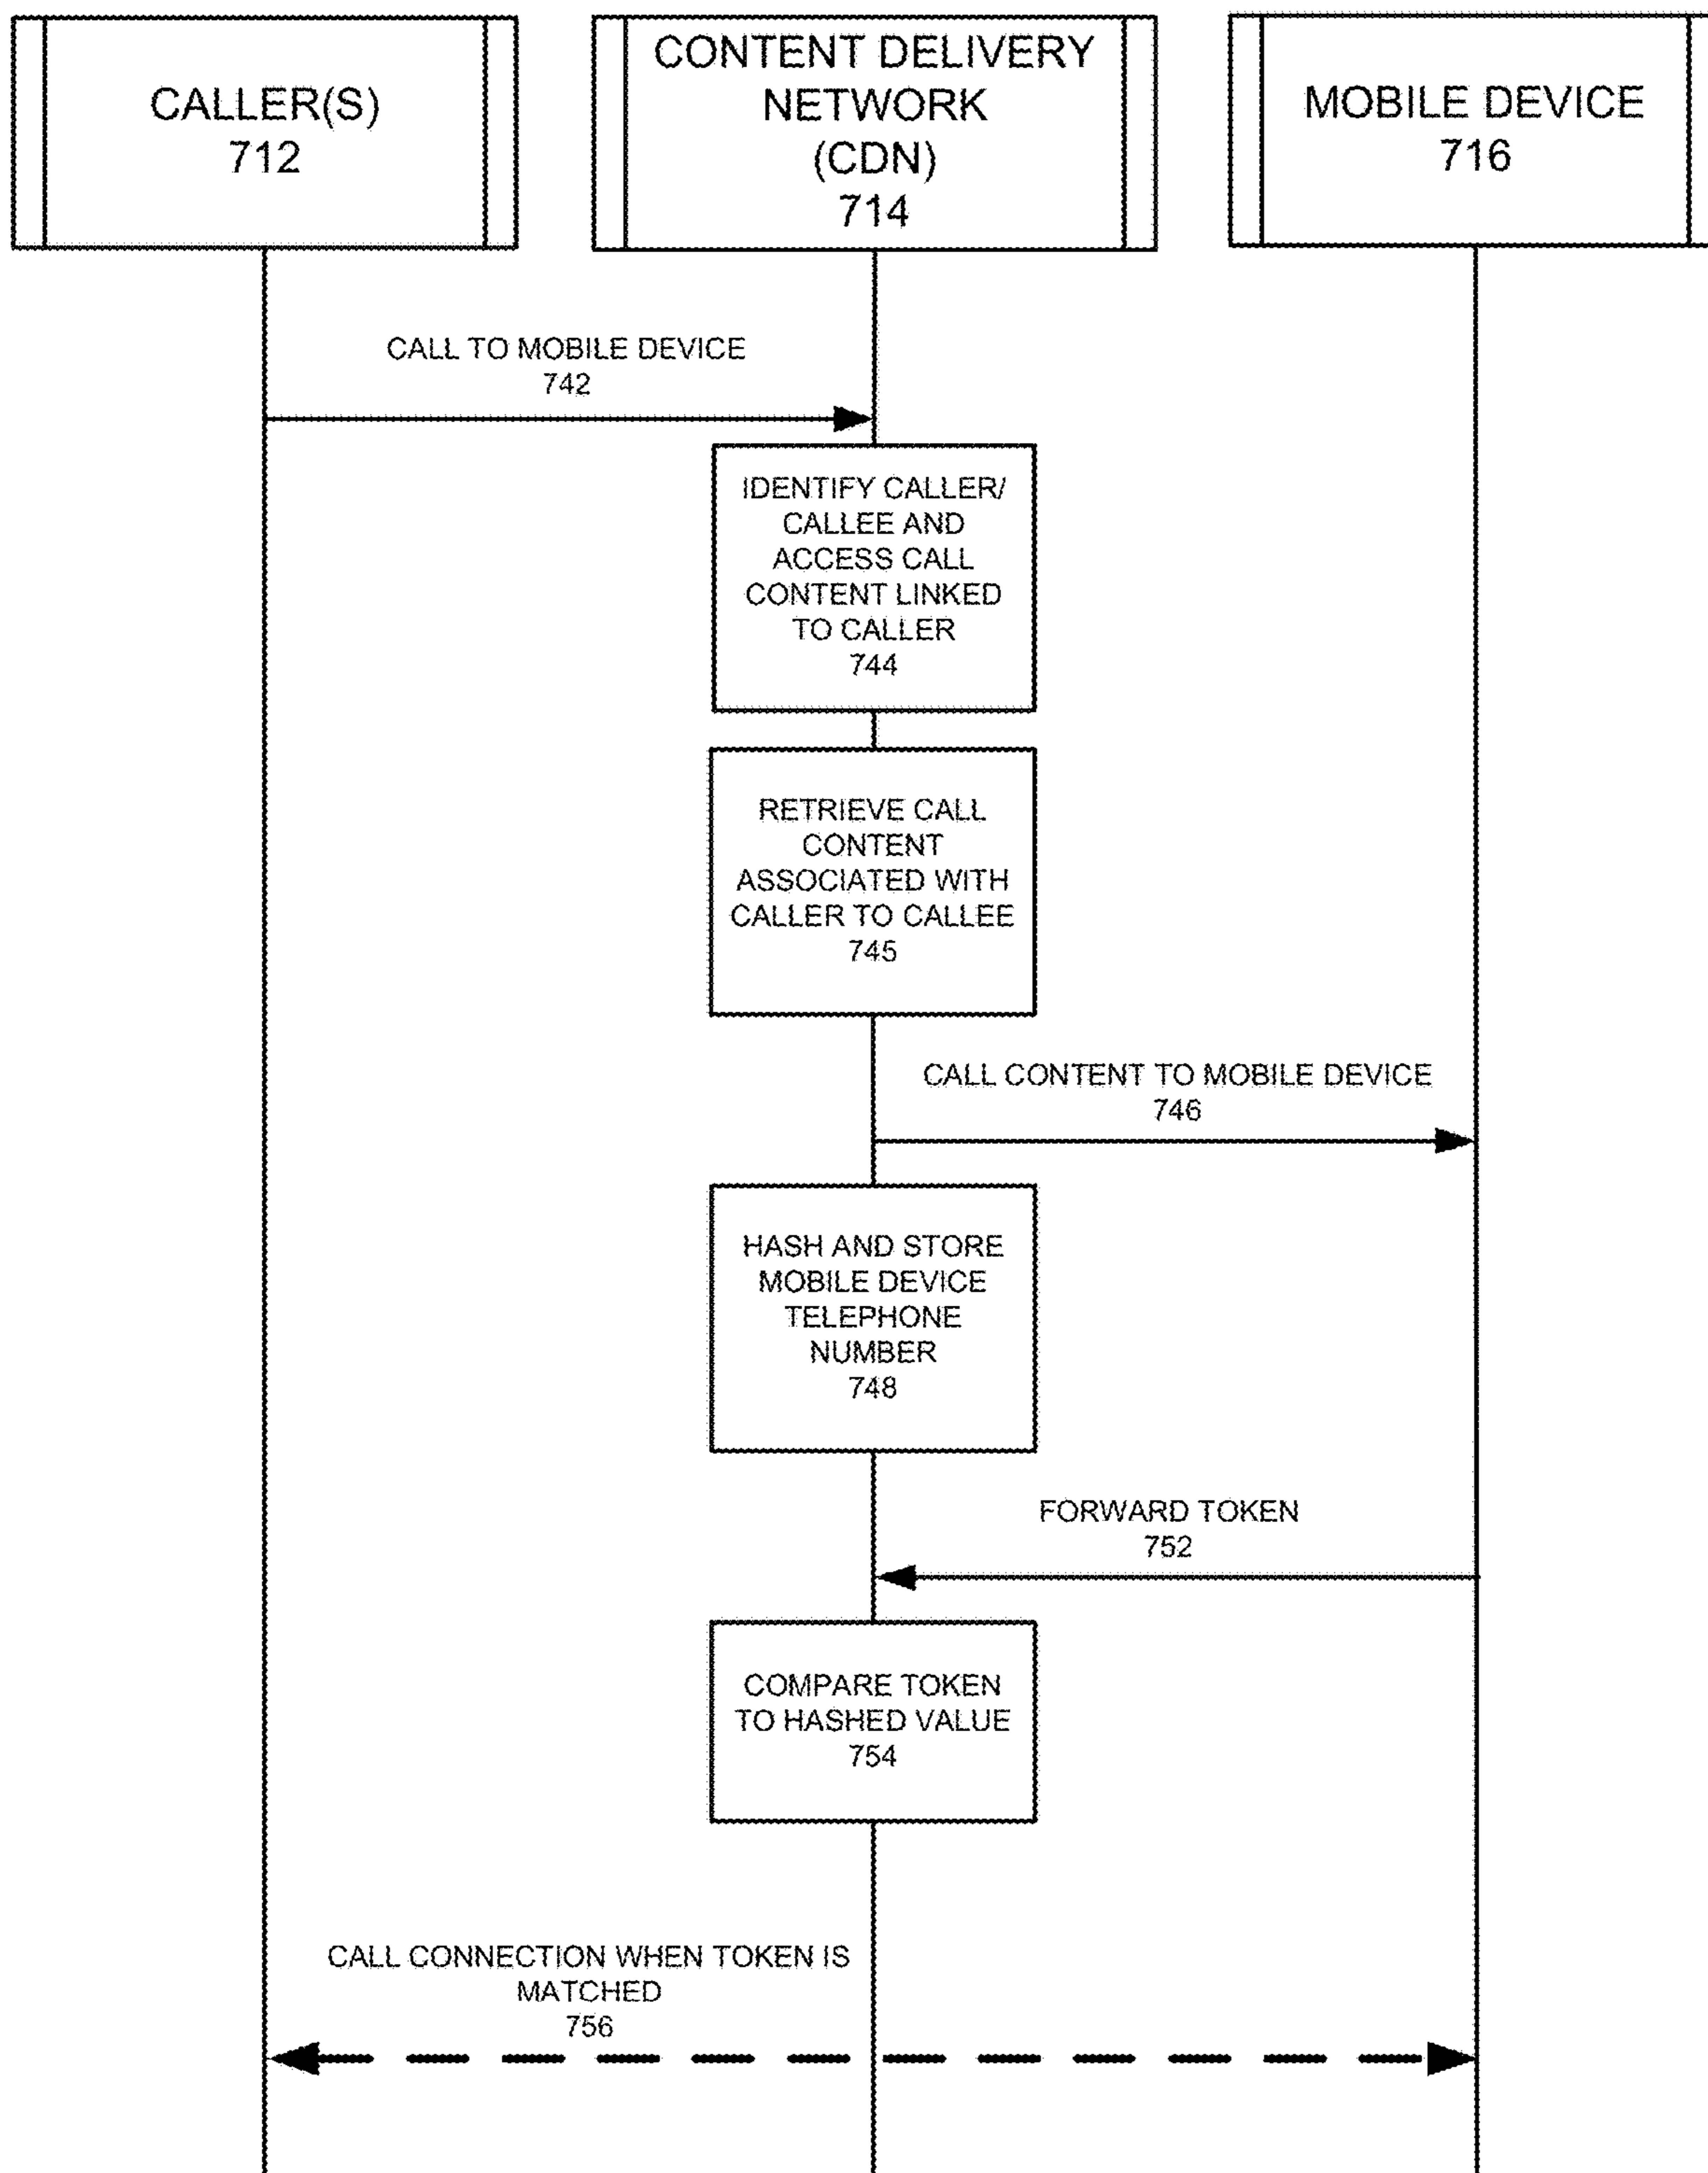 CALLER(S)
712
CONTENT DELIVERY
NETWORK
(CDN)
714
MOBILE DEVICE
716
CALL TO MOBILE DEVICE
742
IDENTIFY CALLER/
CALLEE AND
ACCESS CALL
CONTENT LINKED
TO CALLER
744
RETRIEVE CALL
CONTENT
ASSOCIATED WITH
CALLER TO CALLEE
745
CALL CONTENT TO MOBILE DEVICE
746
HASH AND STORE
MOBILE DEVICE
TELEPHONE
NUMBER
748
FORWARD TOKEN
752
COMPARE TOKEN
TO HASHED VALUE
754
CALL CONNECTION WHEN TOKEN IS
MATCHED
756